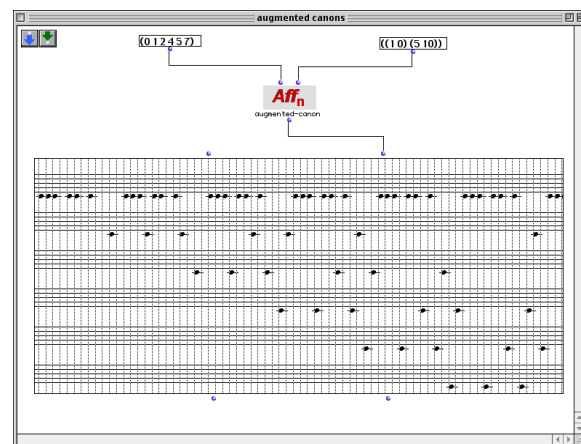 augmented canons
(0 1 2 4 5 7)
((1 0) (5 10))
Affn
augmented-canon